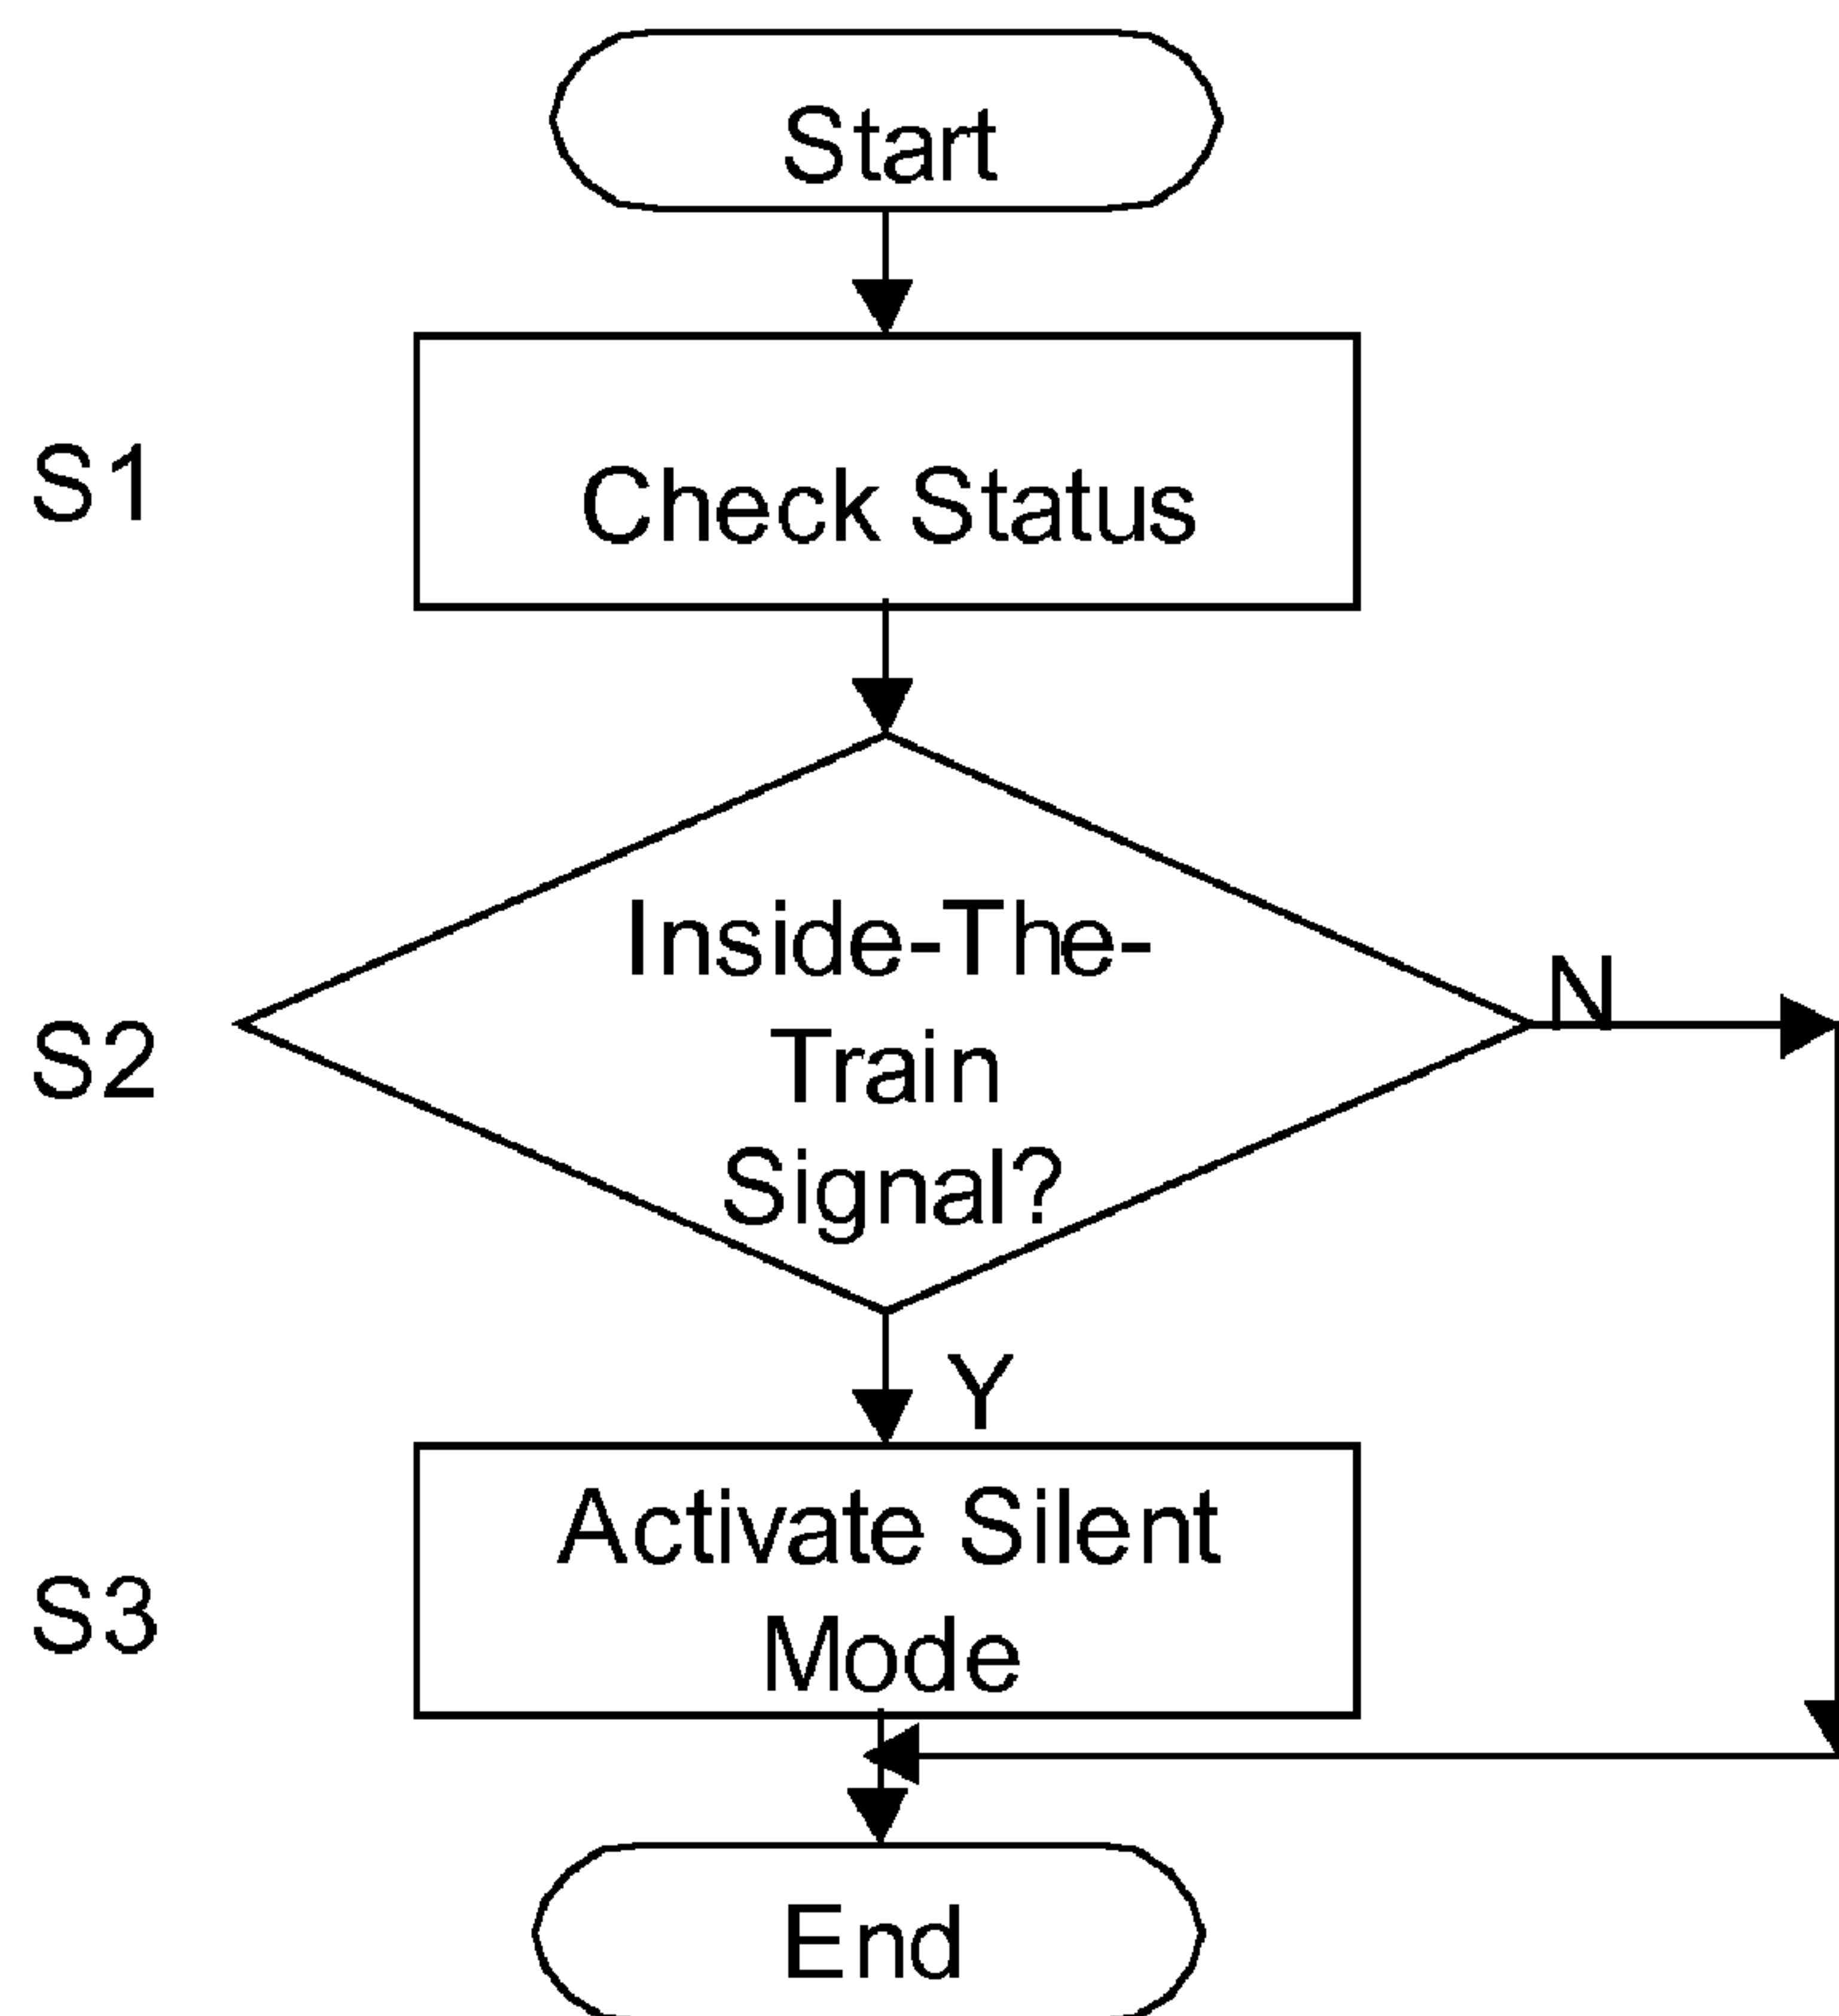 Start
S1
Check Status
S2
Inside-The-
Train
Signal?
N
Y
S3
Activate Silent
Mode
End